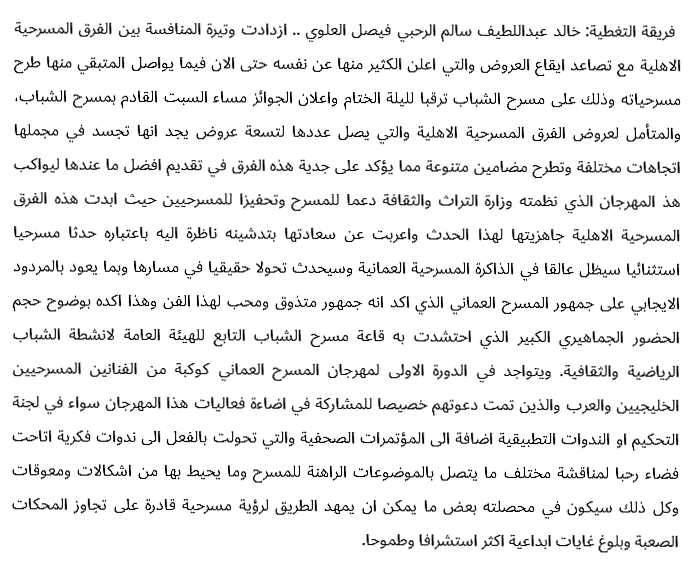 فريقة التغطية: خالد عبداللطيف سالم الرحبي فيصل العلوي .. ازدادت وتيرة المنافسة بين الفرق المسرحية
الاهلية مع تصاعد ايقاع العروض والتي اعلن الكثير منها عن نفسه حتى الان فيما يواصل المتبقي منها طرح
مسرحياته وذلك على مسرح الشباب ترقبا لليلة الختام واعلان الجوائز مساء السبت القادم بمسرح الشباب،
والمتأمل لعروض الفرق المسرحية الاهلية والتي يصل عددها لتسعة عروض يجد انها تجسد في مجملها
اتجاهات مختلفة وتطرح مضامين متنوعة مما يؤكد على جدية هذه الفرق في تقديم افضل ما عندها ليواكب
هذ المهرجان الذي نظمته وزارة التراث والثقافة دعما للمسرح وتحفيزا للمسرحيين حيث ابدت هذه الفرق
المسرحية الاهلية جاهزيتها لهذا الحدث واعربت عن سعادتها بتدشينه ناظرة اليه باعتباره حدثا مسرحيا
استثنائيا سيظل عالقا في الذاكرة المسرحية العمانية وسيحدث تحولا حقيقيا في مسارها وبما يعود بالمردود
الايجابي على جمهور المسرح العماني الذي اكد انه جمهور متذوق ومحب لهذا الفن وهذا اكده بوضوح حجم
الحضور الجماهيري الكبير الذي احتشدت به قاعة مسرح الشباب التابع للهيئة العامة لانشطة الشباب
الرياضية والثقافية. ويتواجد في الدورة الاولى لمهرجان المسرح العماني كوكبة من الفنانين المسرحيين
الخليجيين والعرب والذين تمت دعوتهم خصيصا للمشاركة في اضاءة فعاليات هذا المهرجان سواء في لجنة
التحكيم او الندوات التطبيقية اضافة الى المؤتمرات الصحفية والتي تحولت بالفعل الى ندوات فكرية اتاحت
فضاء رحبا لمناقشة مختلف ما يتصل بالموضوعات الراهنة للمسرح وما يحيط بها من اشكالات ومعوقات
وكل ذلك سيكون في محصلته بعض ما يمكن ان يمهد الطريق لرؤية مسرحية قادرة على تجاوز المحكات
الصعبة وبلوغ غايات ابداعية اكثر استشرافا وطموحا.